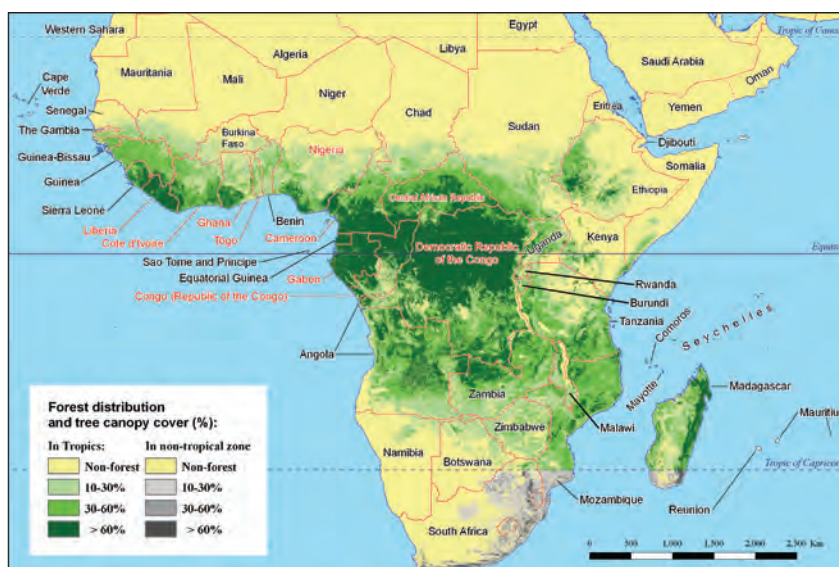 Western Sahara
Algeria
Libya
Egypt
Tropic of Canc
Saudi Arabia
Oman
Mauritania
Mali
Niger
Chad
Sudan
Eritrea
Yemen
Cape
Verde
Senegal
The Gambia
Burkina
Faso
Nigeria
Djibouti
Guinea-Bissau
Somalia
Guinea
Central African Republic
Ethiopia
Sierra Leone
Liberia
Cote d'Ivoire
Ghana
Togo
Benin
Cameroon
Democratic Republic
of the Congo
Uganda
Kenya
Equat
Sao Tome and Principe
Equatorial Guinea
Gabon
Congo (Republic of the Congo)
Rwanda
Burundi
Tanzania
Comoros
Seychelles
Angola
Mayotte
Madagascar
Zambia
Malawi
Mauritiu
Zimbabwe
Namibia
Botswana
Tropic of Capric
Mozambique
Reunion
South Africa
Forest distribution
and tree canopy cover (%):
In Tropics: In non-tropical zone
Non-forest Non-forest
10-30% 10-30%
30-60% 30-60%
> 60% > 60%
0 500 1,000 1,500 2,000 2,500 Km